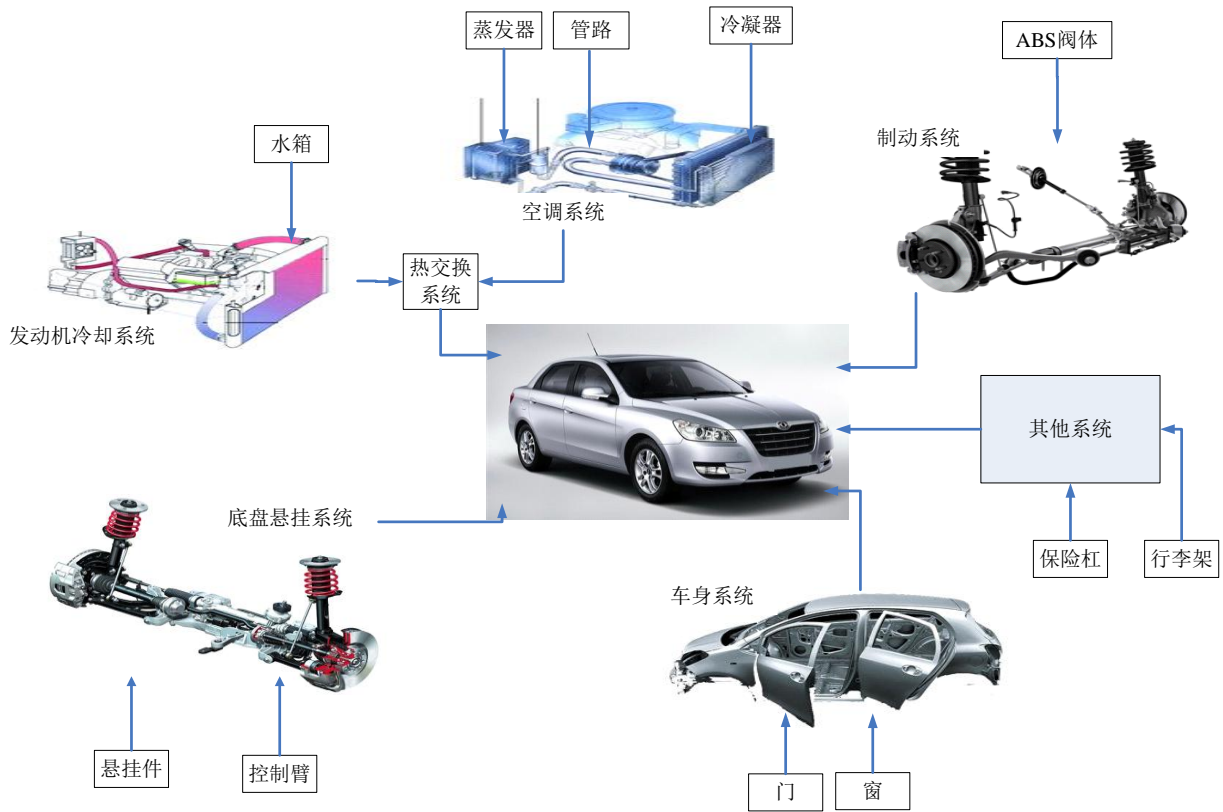 蒸发器
管路
冷凝器
ABS阀体
水箱
制动系统
空调系统
热交换
系统
发动机冷却系统
其他系统
底盘悬挂系统
保险杠
行李架
车身系统
悬挂件
控制臂
门
窗